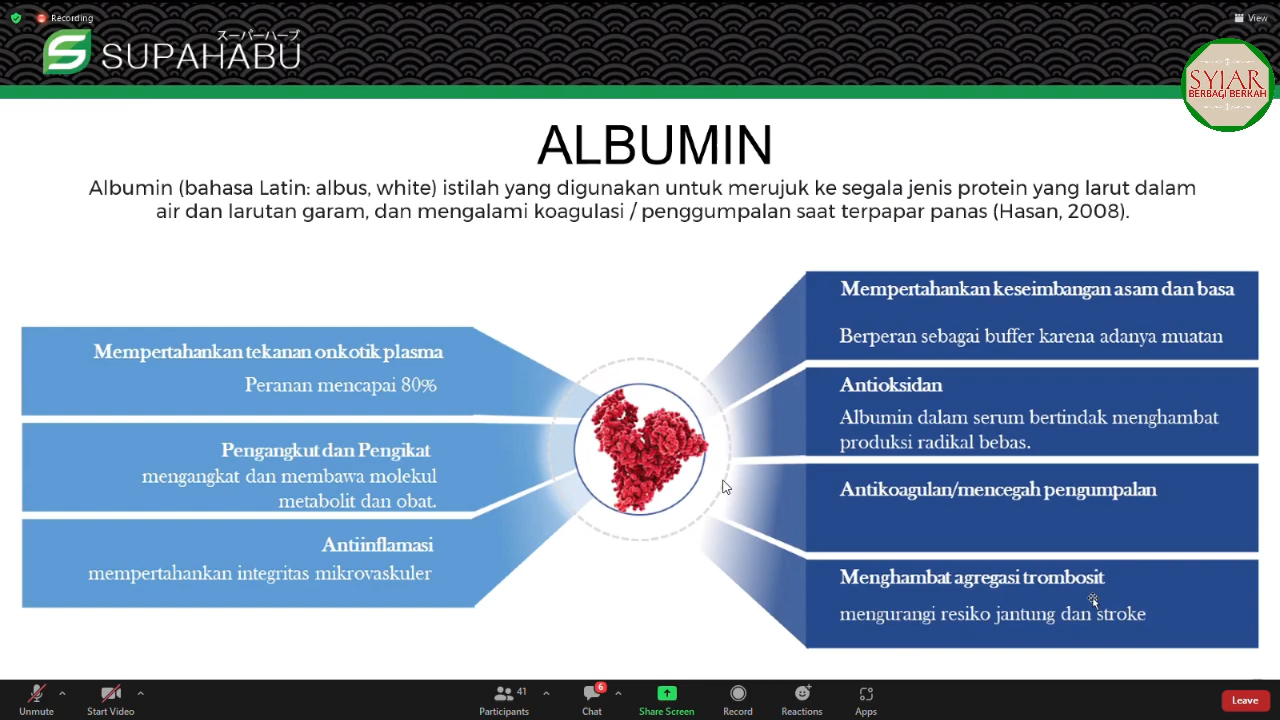 Recording
View
スーパーハーブ
SUPAHABU
SYIAR
BERBAGI BERKAH
ALBUMIN
Albumin (bahasa Latin: albus, white) istilah yang digunakan untuk merujuk ke segala jenis protein yang larut dalam
air dan larutan garam, dan mengalami koagulasi / penggumpalan saat terpapar panas (Hasan, 2008).
Mempertahankan tekanan onkotik plasma
Peranan mencapai 80%
Pengangkut dan Pengikat
mengangkat dan membawa molekul
metabolit dan obat.
Antiinflamasi
mempertahankan integritas mikrovaskuler
Mempertahankan keseimbangan asam dan basa
Berperan sebagai buffer karena adanya muatan
Antioksidan
Albumin dalam serum bertindak menghambat
produksi radikal bebas.
Antikoagulan/mencegah pengumpalan
Menghambat agregasi trombosit
mengurangi resiko jantung dan stroke
Unmute
Start Video
41
Participants
6
Chat
Share Screen
Record
Reactions
Apps
Leave